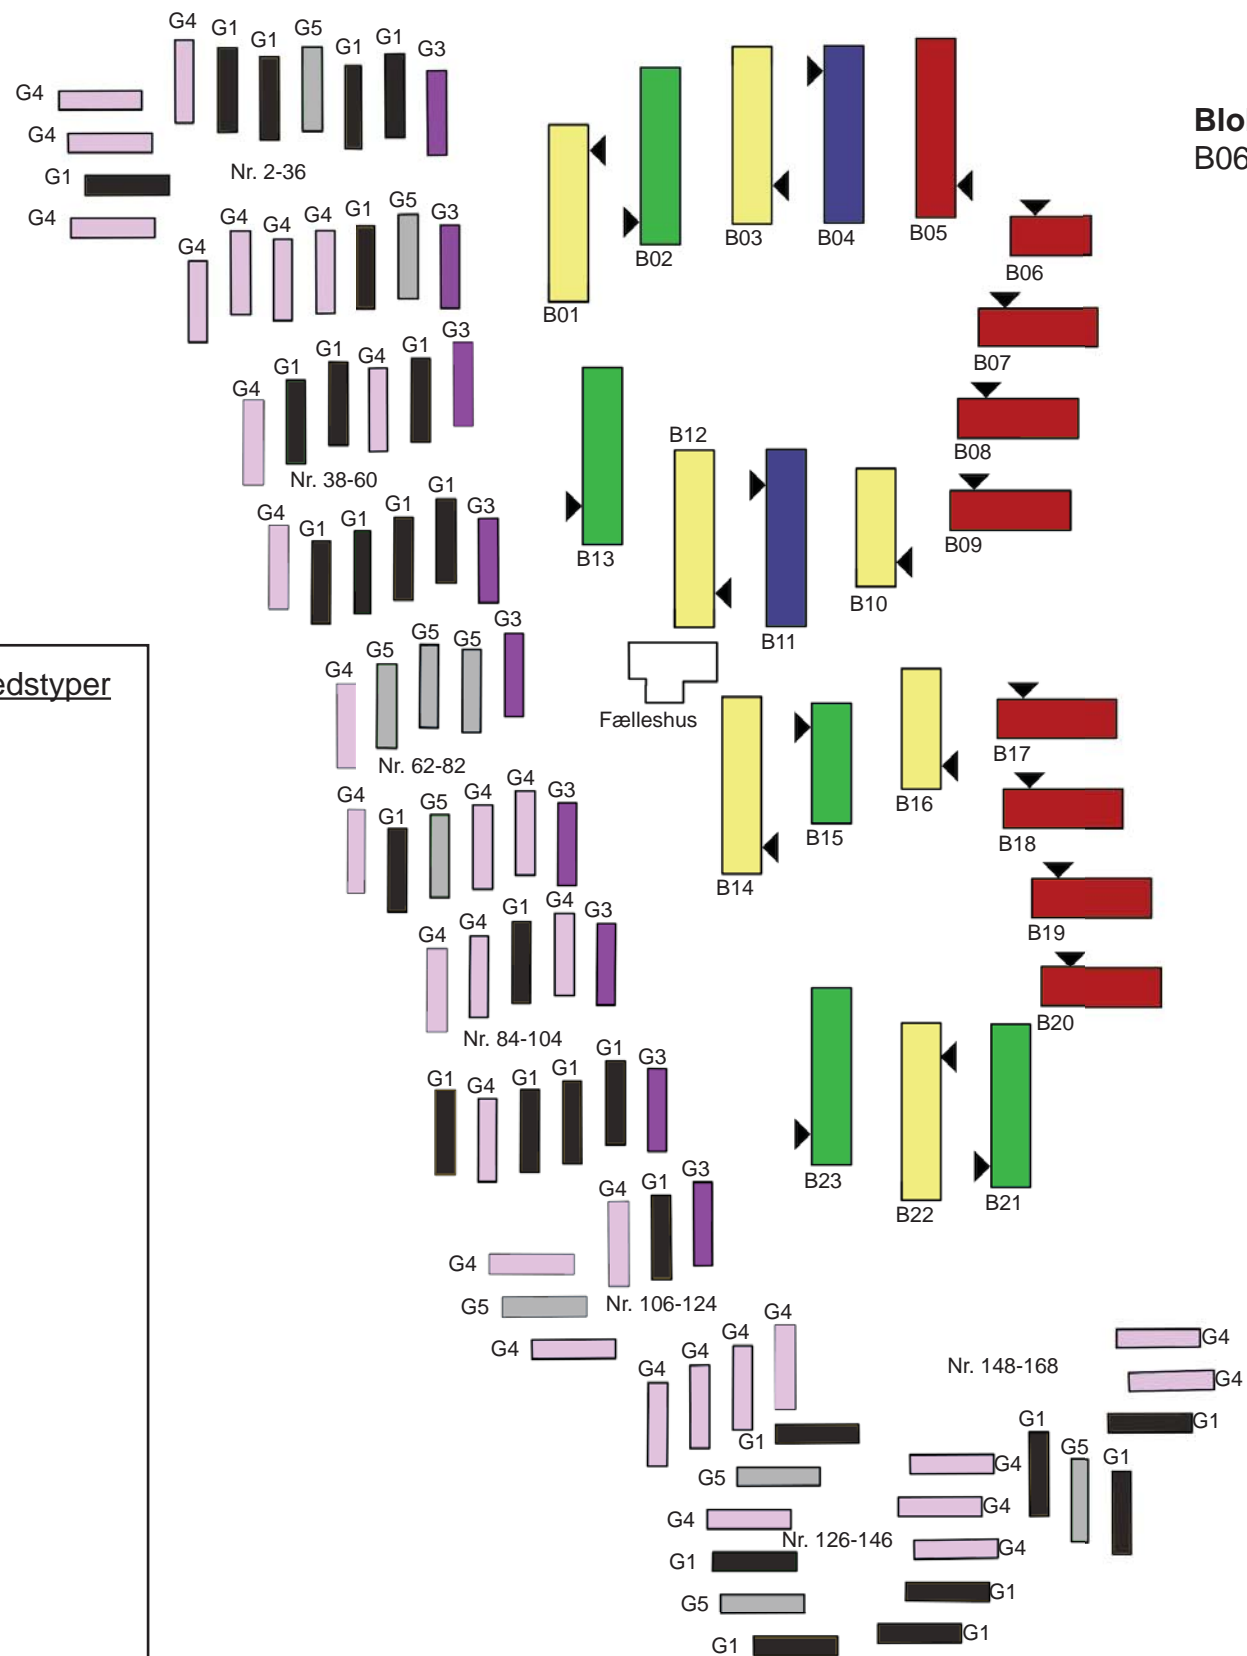 G4 G1 G1 G5 G1 G1 G3
G4
G4
G1
G4
Nr. 2-36
Blo
B06
G4 G4 G4 G4 G1 G5 G3
B01
B02
B03
B04
B05
B06
B07
B08
B09
G4 G1 G1 G4 G1 G3
Nr. 38-60
B13
B12
B11
B10
G4 G1 G1 G1 G1 G3
edstyper
G4 G5 G5 G5 G3
Nr. 62-82
Fælleshus
B14
B15
B16
B17
B18
B19
B20
G4 G1 G5 G4 G4 G3
G4 G4 G1 G4 G3
Nr. 84-104
G1 G4 G1 G1 G1 G3
B23
B22
B21
G4 G1 G3
G4
G5
G4
Nr. 106-124
G4 G4 G4 G4
G1
G5
G4
G1
G5
G1
Nr. 126-146
Nr. 148-168
G4
G4
G1
G1 G5 G1
G4
G4
G4
G1
G1